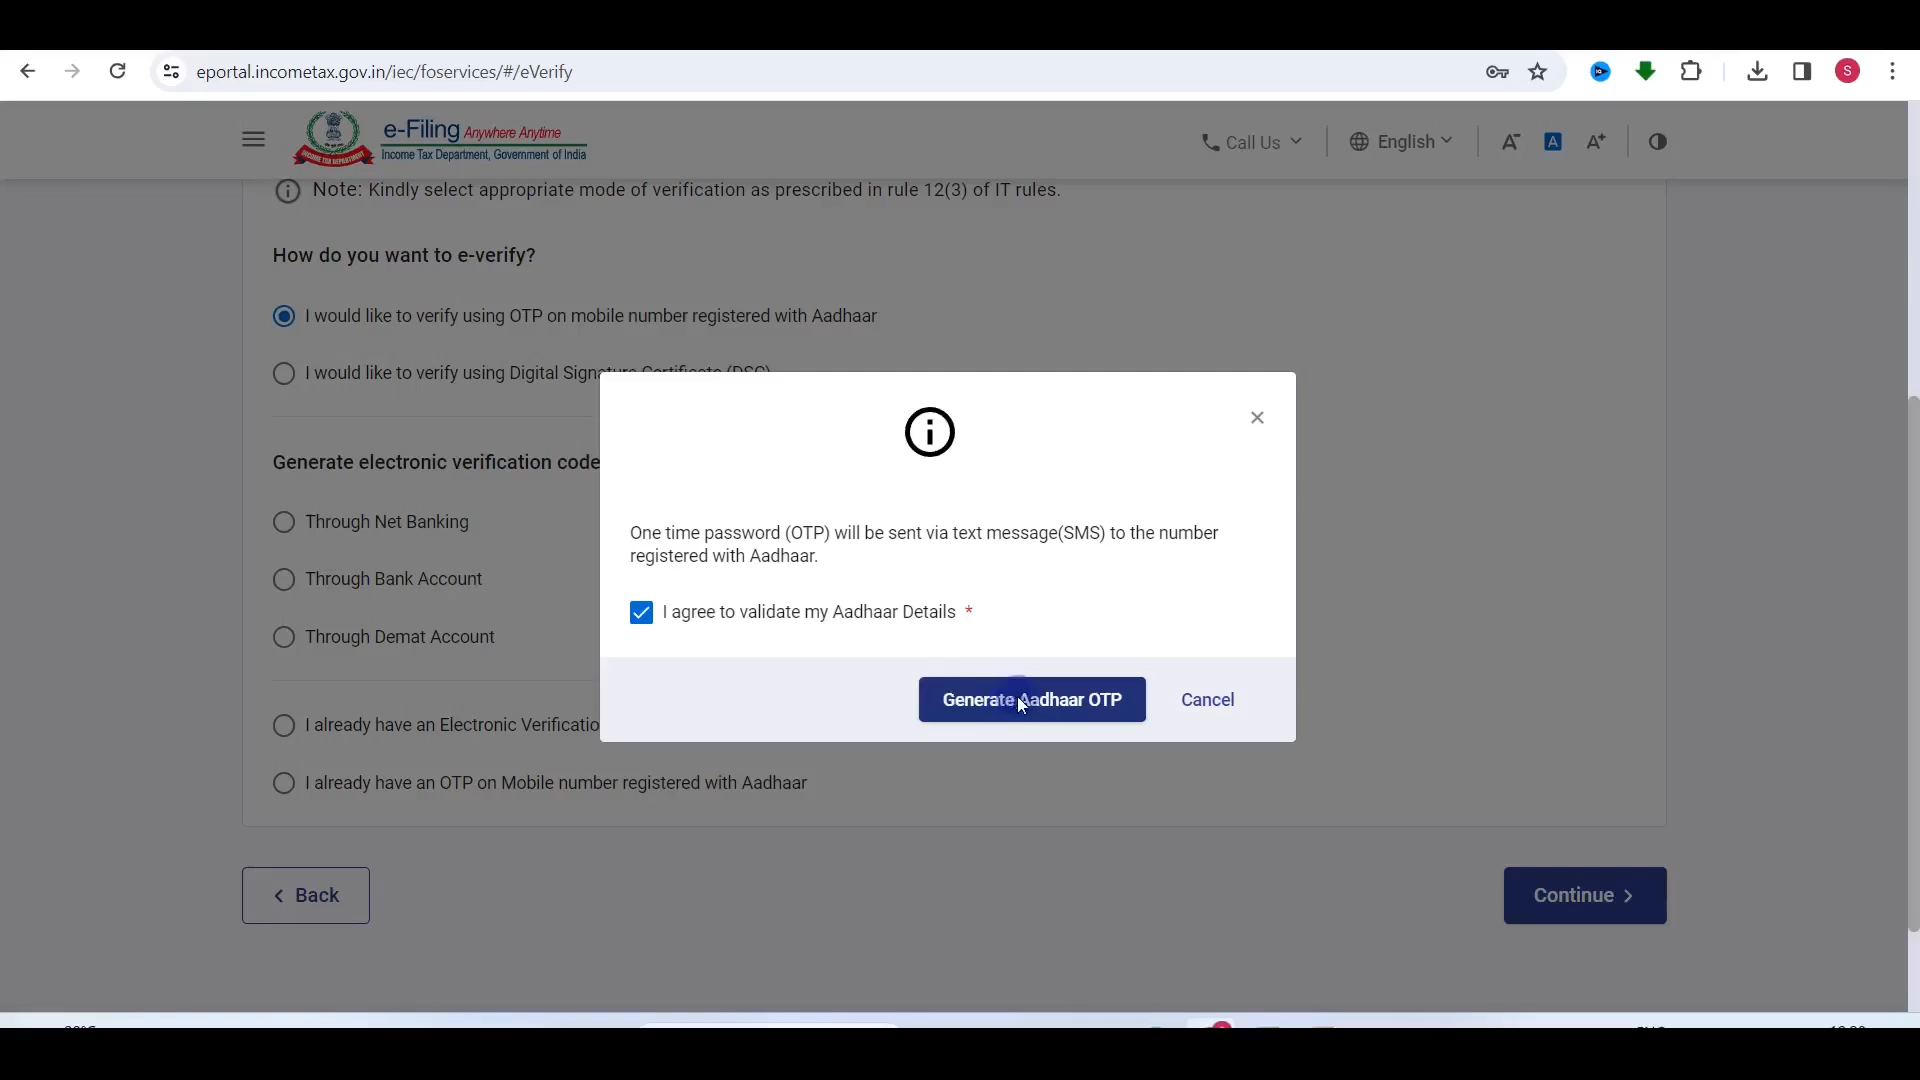 eportal.incometax.gov.in/iec/foservices/#/eVerify
S
e-Filing Anywhere Anytime
Income Tax Department, Government of India
INCOME TAX DEPARTMENT
Call Us
English
A-
A
A+
Note: Kindly select appropriate mode of verification as prescribed in rule 12(3) of IT rules.
How do you want to e-verify?
I would like to verify using OTP on mobile number registered with Aadhaar
I would like to verify using Digital Signature Certificate (DSC)
Generate electronic verification code
Through Net Banking
Through Bank Account
Through Demat Account
I already have an Electronic Verificatio
I already have an OTP on Mobile number registered with Aadhaar
One time password (OTP) will be sent via text message(SMS) to the number
registered with Aadhaar.
I agree to validate my Aadhaar Details *
Generate Aadhaar OTP
Cancel
Back
Continue